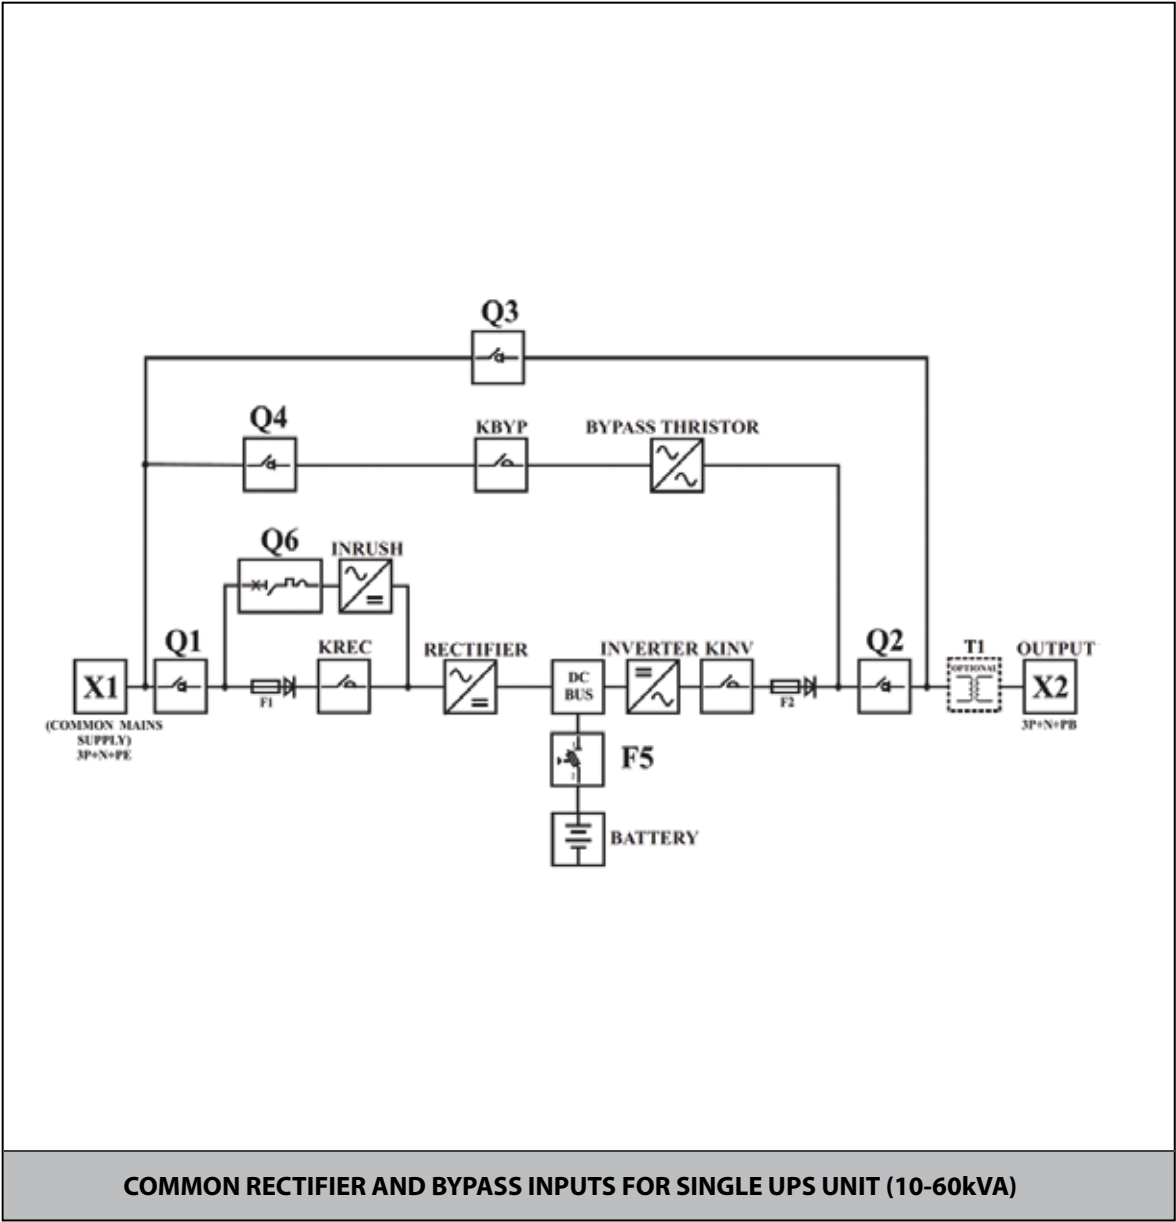 Q3
Q4
KBYP
BYPASS THRISTOR
Q6
INRUSH
Q1
KREC
RECTIFIER
INVERTER
KINV
Q2
T1
OUTPUT
X1
F1
DC
BUS
F2
OPTIONAL
X2
(COMMON MAINS
SUPPLY)
3P+N+PE
3P+N+PB
F5
BATTERY
COMMON RECTIFIER AND BYPASS INPUTS FOR SINGLE UPS UNIT (10-60kVA)